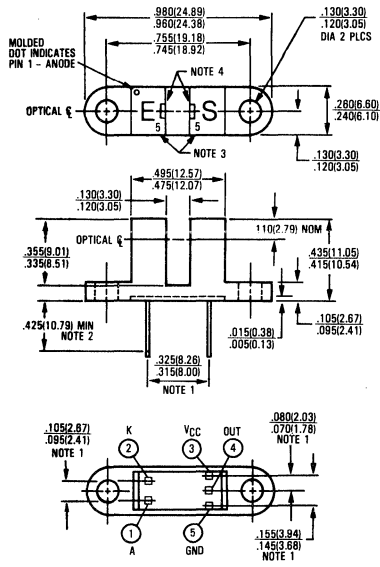 .980(24.89)
.960(24.38)
.755(19.18)
.745(18.92)
.130(3.30)
.120(3.05)
DIA 2 PLCS
MOLDED
DOT INDICATES
PIN 1 - ANODE
NOTE 4
OPTICAL ℄
E
S
5
5
NOTE 3
.260(6.60)
.240(6.10)
.130(3.30)
.120(3.05)
.495(12.57)
.475(12.07)
.130(3.30)
.120(3.05)
.110(2.79) NOM
OPTICAL ℄
.355(9.01)
.335(8.51)
.435(11.05)
.415(10.54)
.425(10.79) MIN
NOTE 2
.015(0.38)
.005(0.13)
.105(2.67)
.095(2.41)
.325(8.26)
.315(8.00)
NOTE 1
.105(2.67)
.095(2.41)
NOTE 1
K
VCC
OUT
2
3
4
.080(2.03)
.070(1.78)
NOTE 1
1
A
5
GND
.155(3.94)
.145(3.68)
NOTE 1